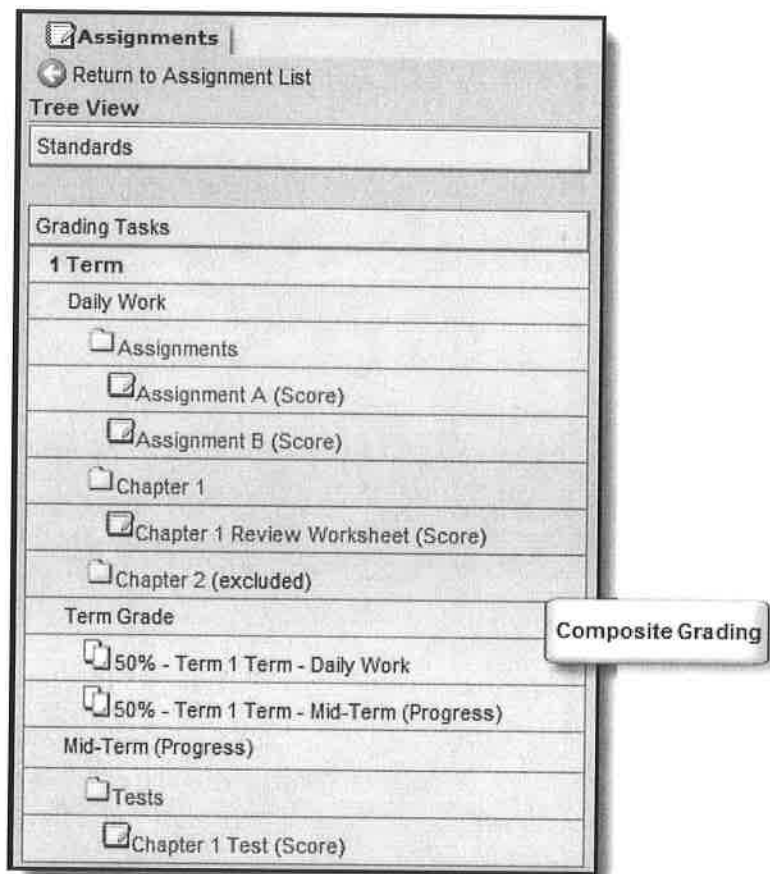 Assignments
Return to Assignment List
Tree View
Standards
Grading Tasks
1 Term
Daily Work
Assignments
Assignment A (Score)
Assignment B (Score)
Chapter 1
Chapter 1 Review Worksheet (Score)
Chapter 2 (excluded)
Term Grade
Composite Grading
50% - Term 1 Term - Daily Work
50% - Term 1 Term - Mid-Term (Progress)
Mid-Term (Progress)
Tests
Chapter 1 Test (Score)